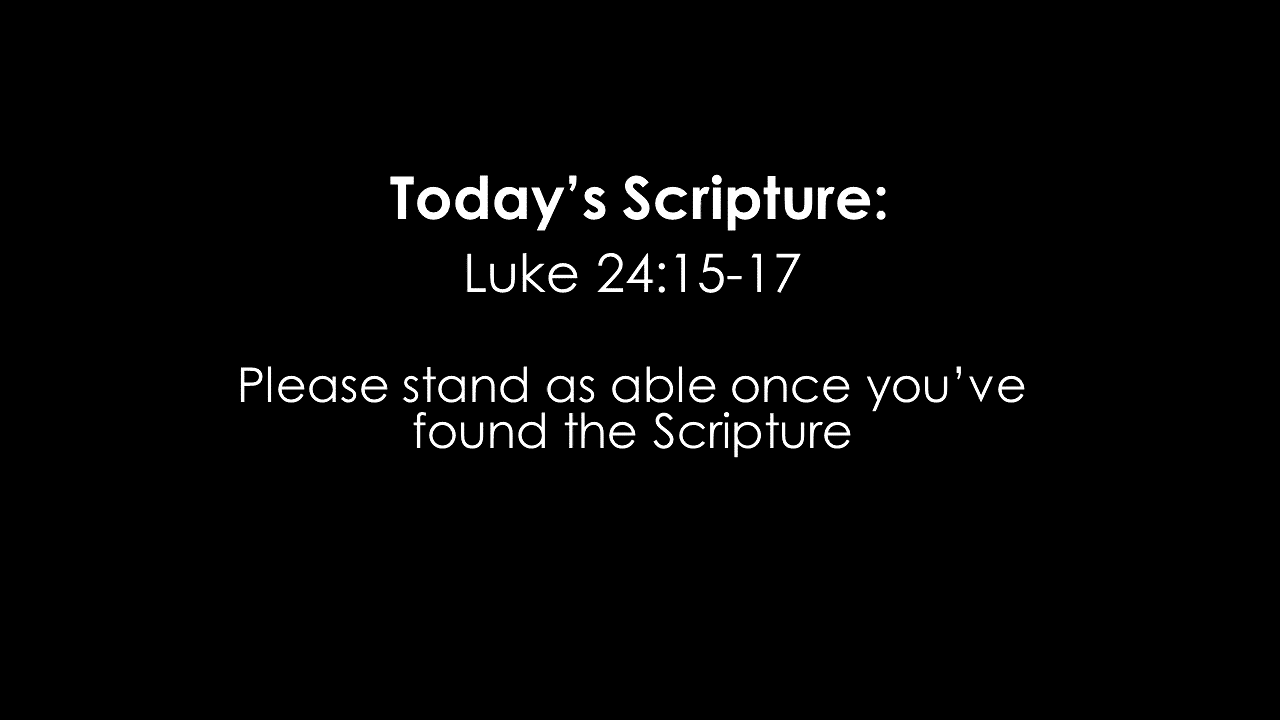 Today’s Scripture:
Luke 24:15-17
Please stand as able once you’ve
found the Scripture